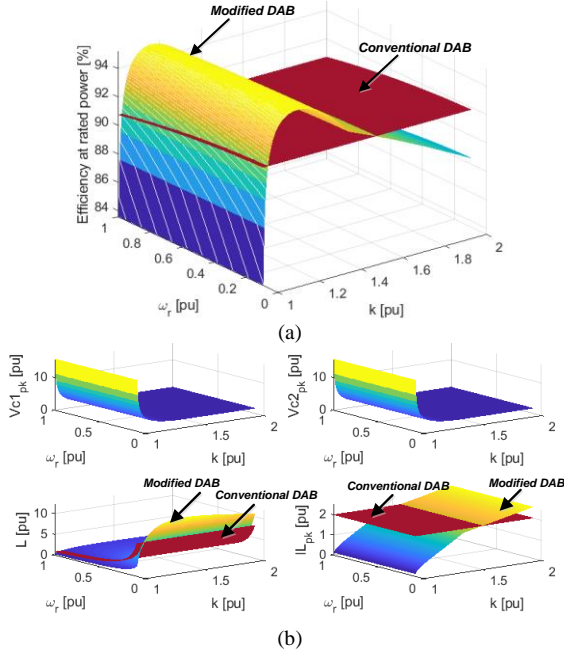 Modified DAB
Conventional DAB
Efficiency at rated power [%]
94
92
90
88
86
84
1
0.8
0.6
0.4
0.2
0
ω_r [pu]
1
1.2
1.4
1.6
1.8
2
k [pu]
(a)
Vc1_pk [pu]
10
0
1
0.5
0
ω_r [pu]
1
1.5
2
k [pu]
Vc2_pk [pu]
10
0
1
0.5
0
ω_r [pu]
1
1.5
2
k [pu]
Modified DAB
Conventional DAB
L [pu]
10
5
0
1
0.5
0
ω_r [pu]
1
1.5
2
k [pu]
Conventional DAB
Modified DAB
IL_pk [pu]
2
1
0
1
0.5
0
ω_r [pu]
1
1.5
2
k [pu]
(b)